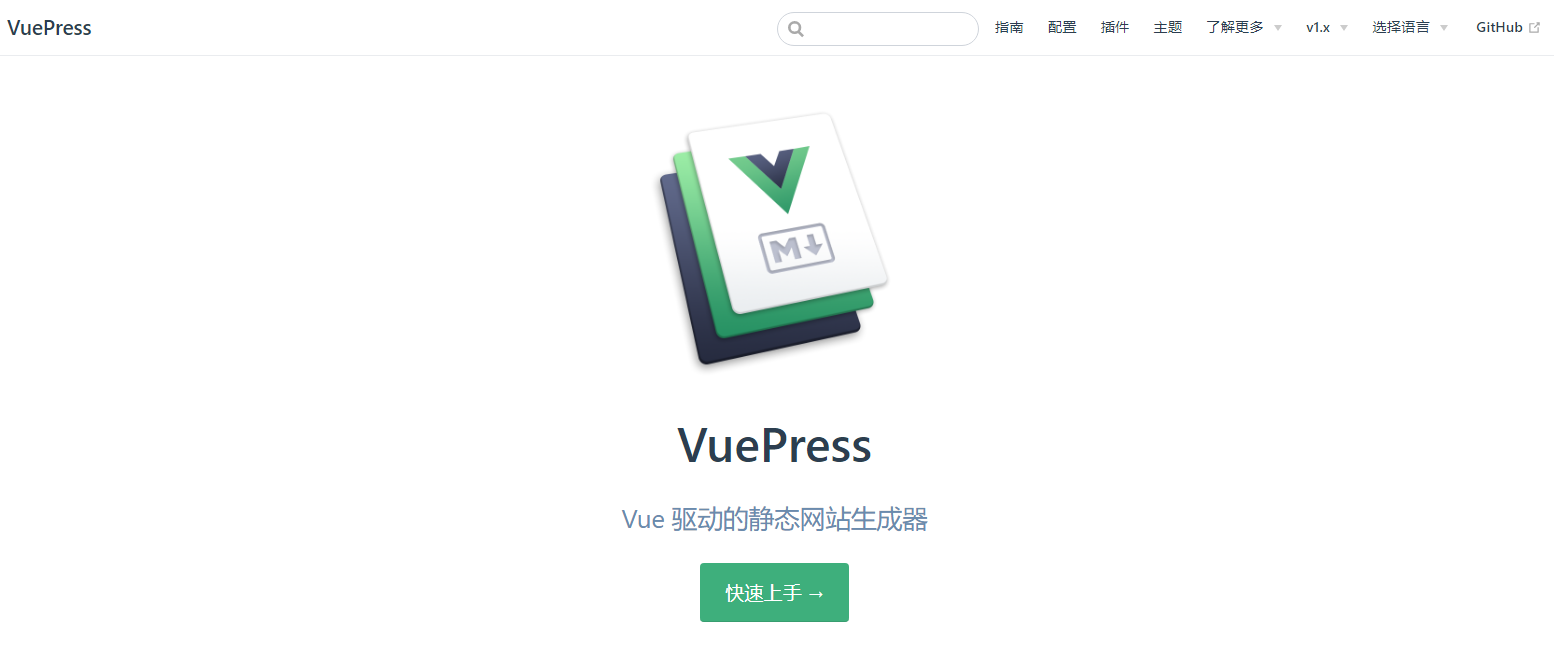 VuePress 指南 配置 插件 主题 了解更多 v1.x 选择语言 GitHub
M
VuePress
Vue 驱动的静态网站生成器
快速上手 →